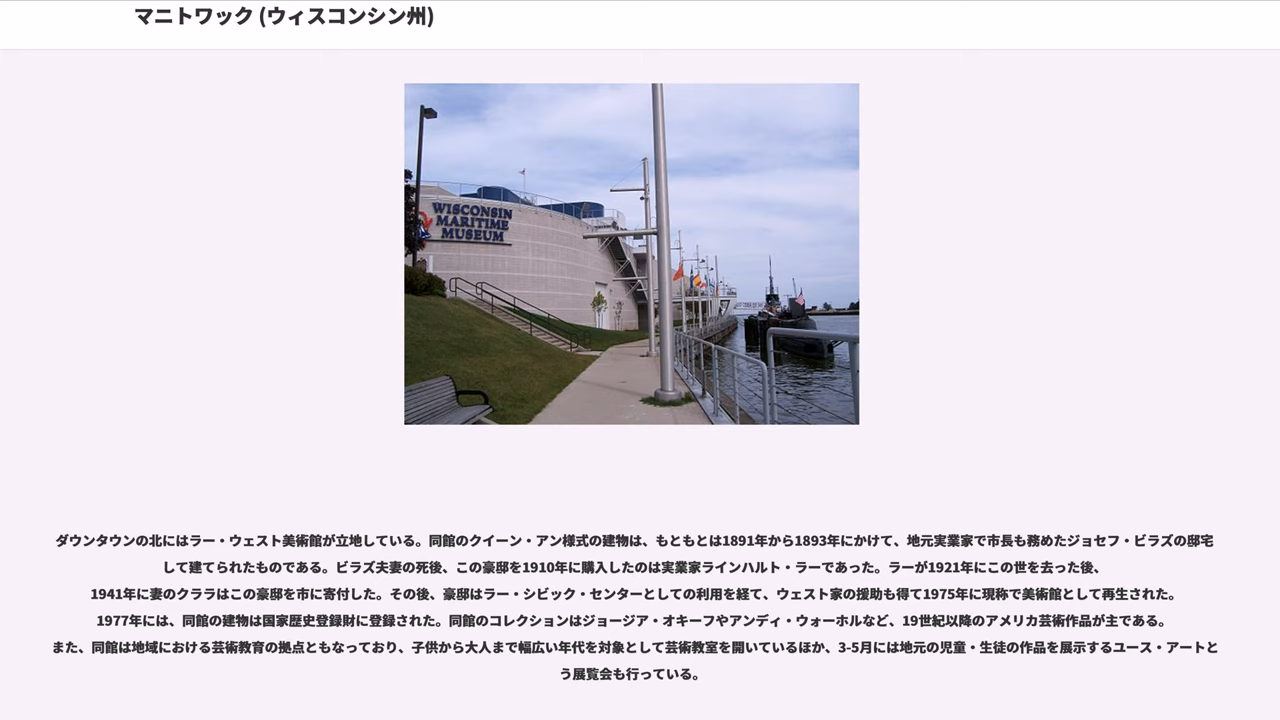 マニトワック (ウィスコンシン州)
WISCONSIN
MARITIME
MUSEUM
ダウンタウンの北にはラー・ウェスト美術館が立地している。同館のクイーン・アン様式の建物は、もともとは1891年から1893年にかけて、地元実業家で市長も務めたジョセフ・ビラズの邸宅
して建てられたものである。ビラズ夫妻の死後、この豪邸を1910年に購入したのは実業家ラインハルト・ラーであった。ラーが1921年にこの世を去った後、
1941年に妻のクララはこの豪邸を市に寄付した。その後、豪邸はラー・シビック・センターとしての利用を経て、ウェスト家の援助も得て1975年に現称で美術館として再生された。
1977年には、同館の建物は国家歴史登録財に登録された。同館のコレクションはジョージア・オキーフやアンディ・ウォーホルなど、19世紀以降のアメリカ芸術作品が主である。
また、同館は地域における芸術教育の拠点ともなっており、子供から大人まで幅広い年代を対象として芸術教室を開いているほか、3-5月には地元の児童・生徒の作品を展示するユース・アートと
う展覧会も行っている。